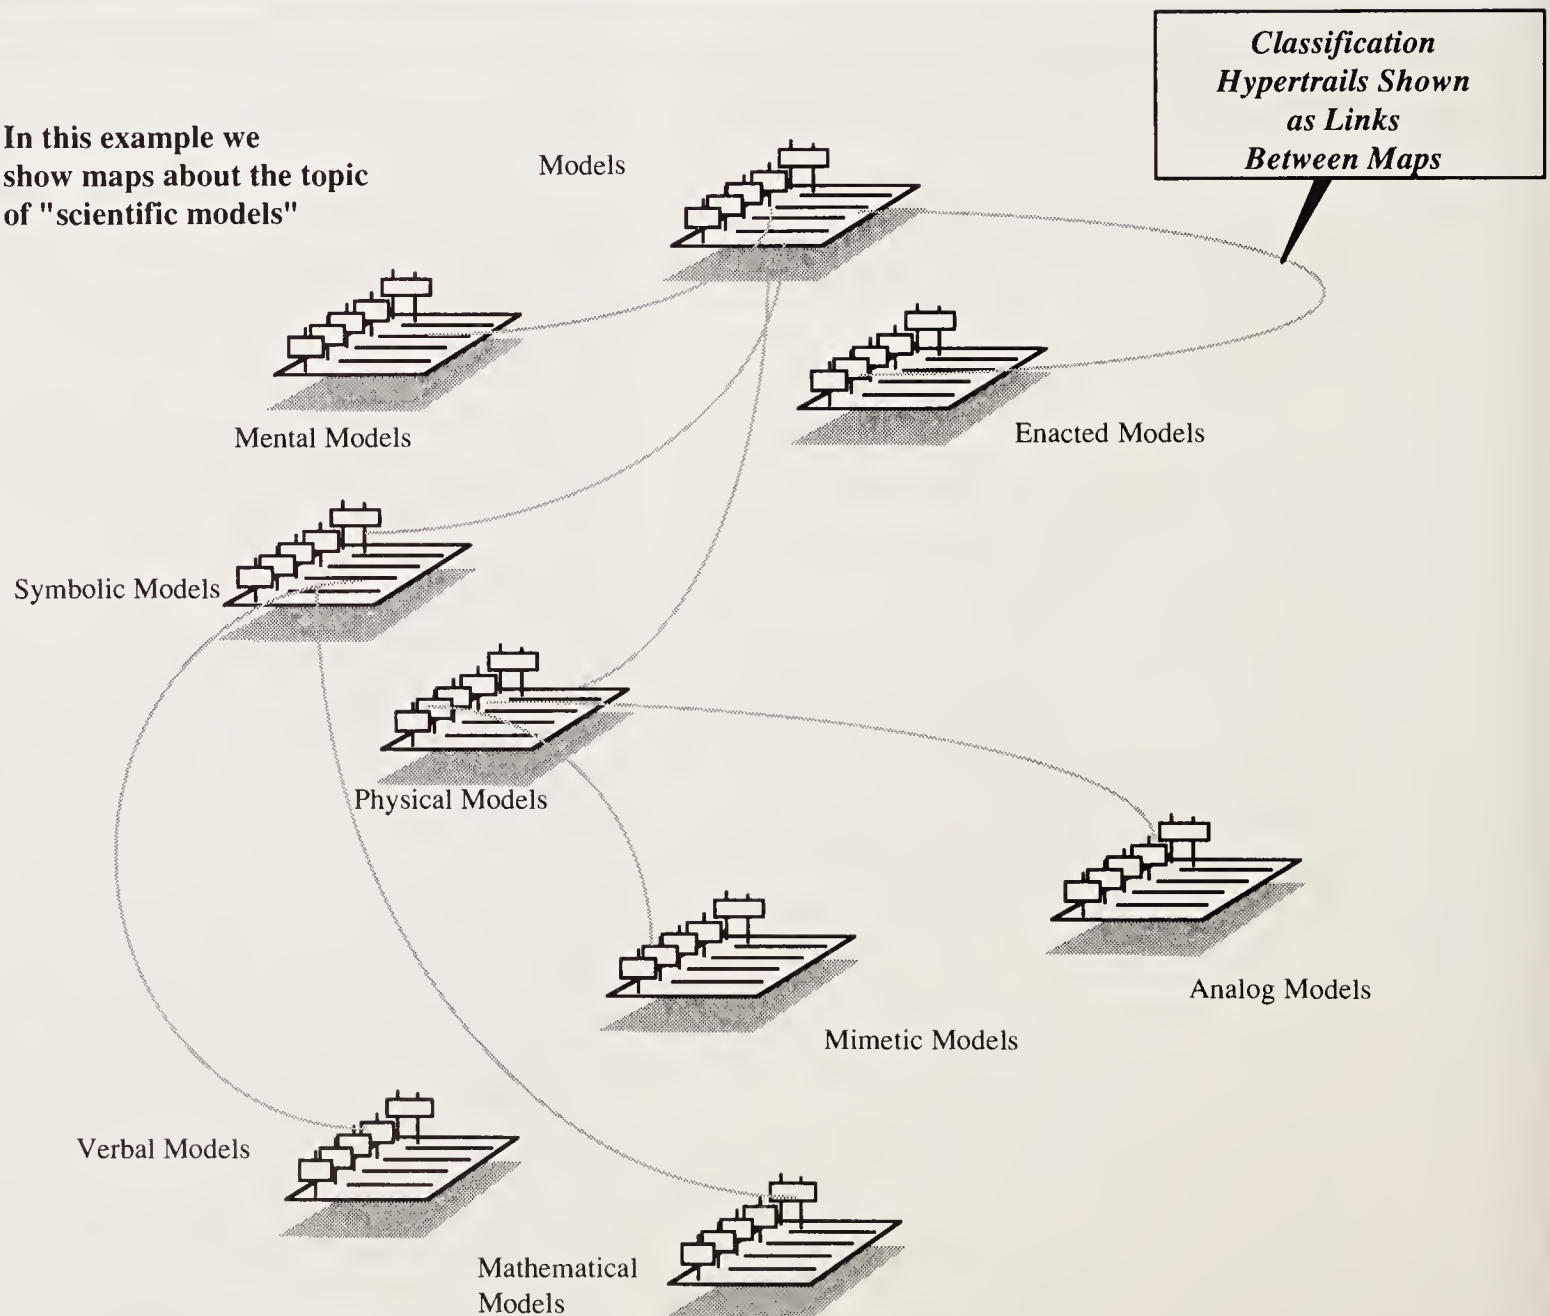 Classification
Hypertrails Shown
as Links
Between Maps
In this example we
show maps about the topic
of "scientific models"
Models
Mental Models
Enacted Models
Symbolic Models
Physical Models
Analog Models
Mimetic Models
Verbal Models
Mathematical
Models